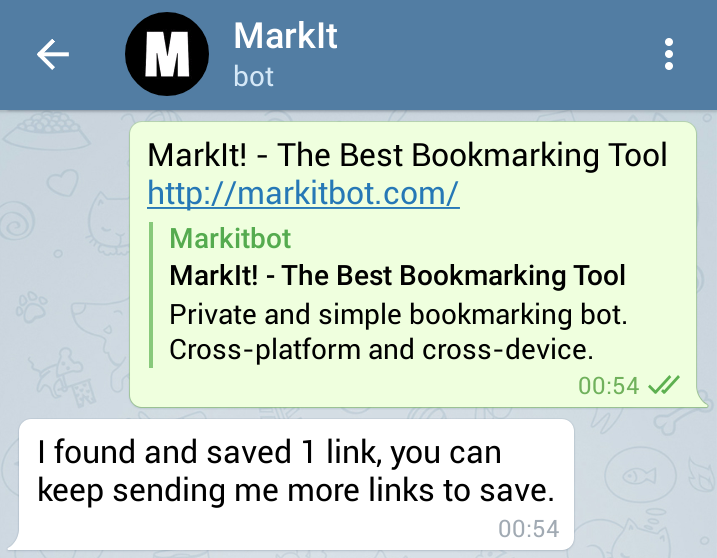 M
MarkIt
bot
MarkIt! - The Best Bookmarking Tool
http://markitbot.com/
Markitbot
MarkIt! - The Best Bookmarking Tool
Private and simple bookmarking bot.
Cross-platform and cross-device.
00:54
I found and saved 1 link, you can
keep sending me more links to save.
00:54